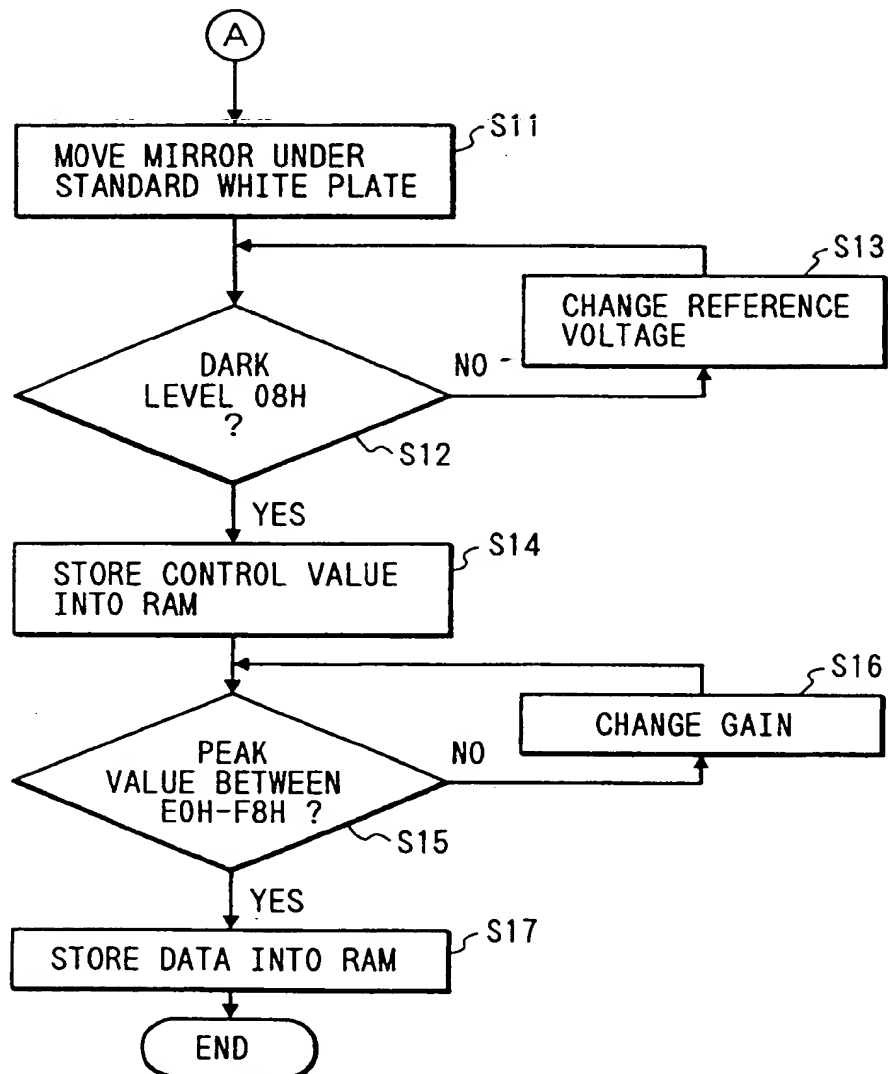 A
S11
MOVE MIRROR UNDER
STANDARD WHITE PLATE
S13
CHANGE REFERENCE
VOLTAGE
DARK
LEVEL 08H
?
NO
S12
YES
S14
STORE CONTROL VALUE
INTO RAM
S16
CHANGE GAIN
PEAK
VALUE BETWEEN
E0H-F8H ?
NO
S15
YES
S17
STORE DATA INTO RAM
END